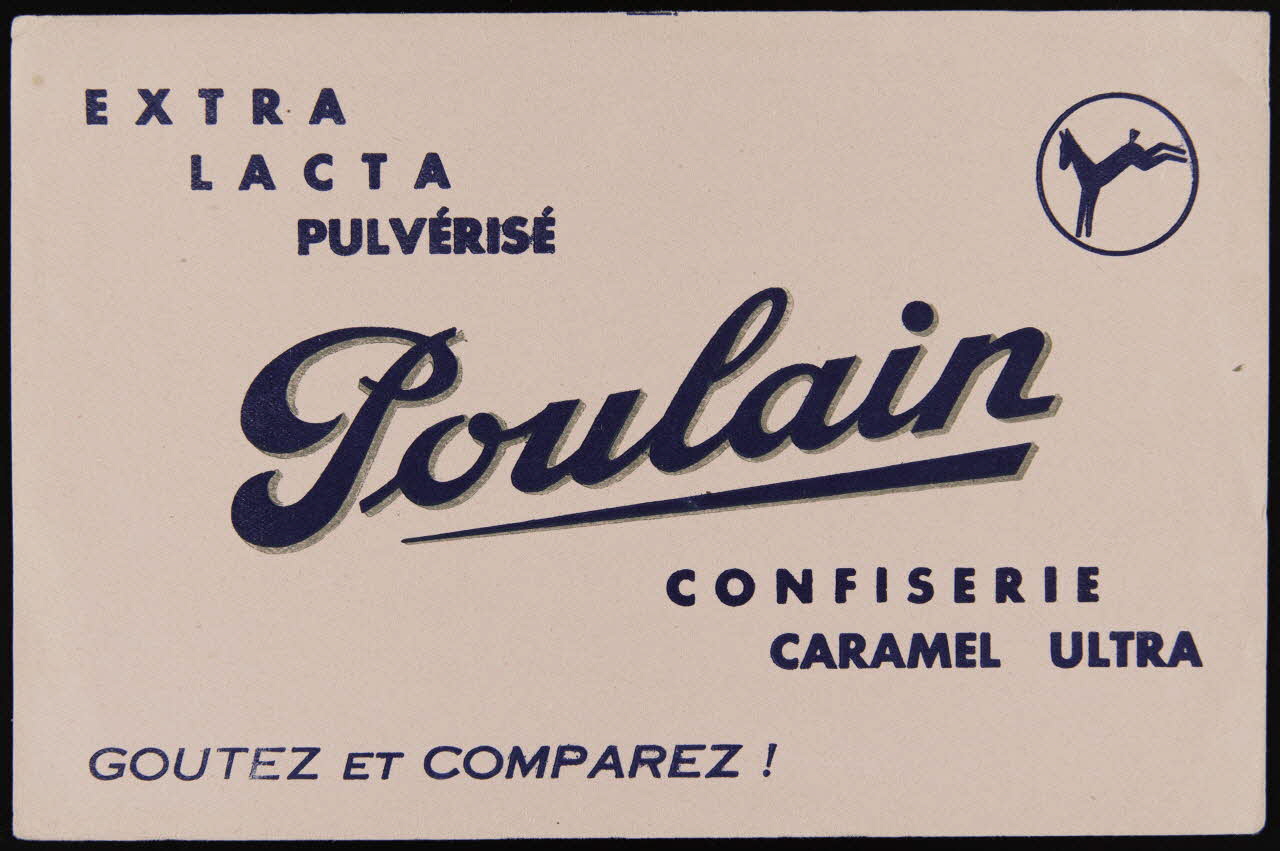 EXTRA
LACTA
PULVÉRISÉ
Poulain
CONFISERIE
CARAMEL ULTRA
GOUTEZ ET COMPAREZ !